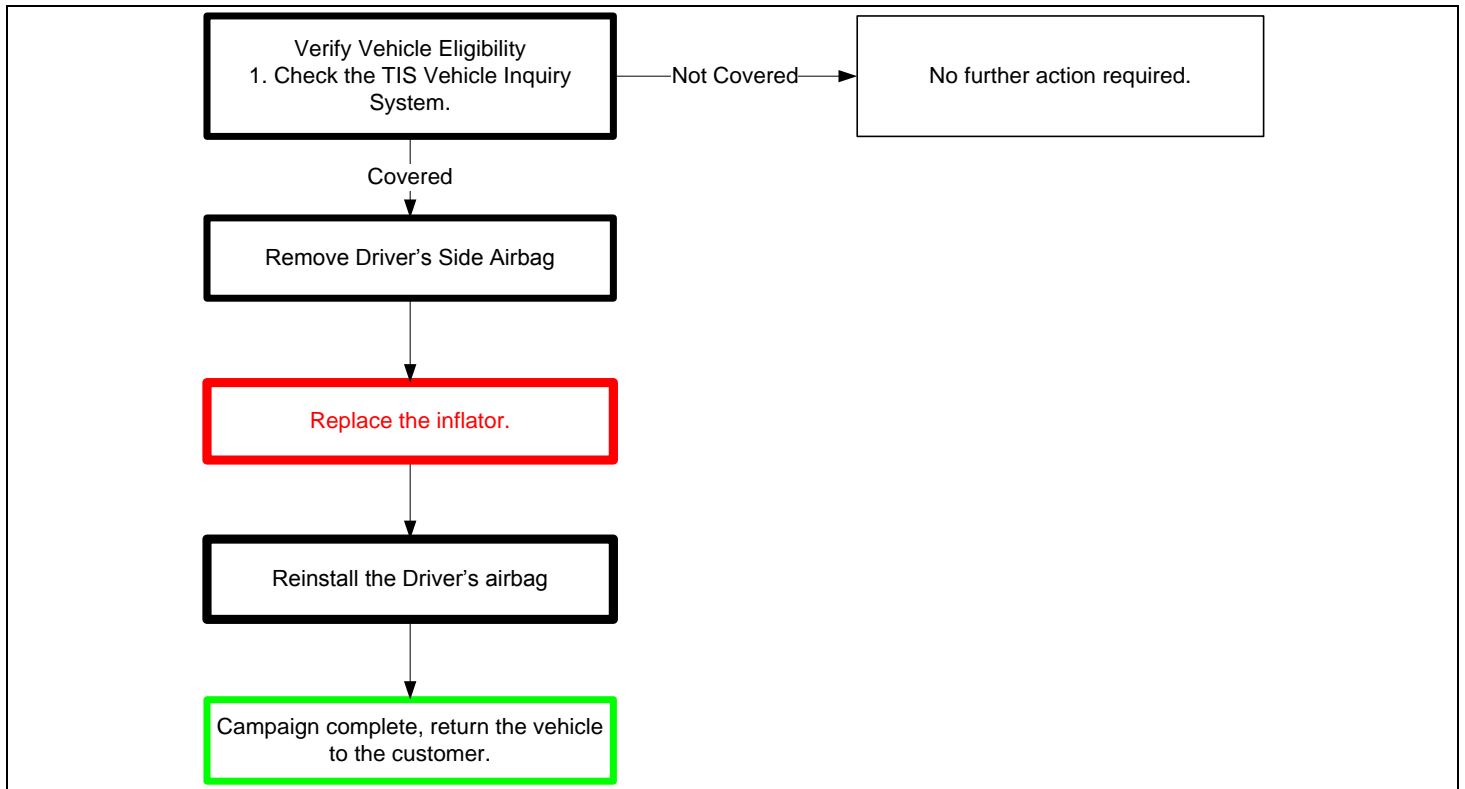 Verify Vehicle Eligibility
1. Check the TIS Vehicle Inquiry
System.
Not Covered
No further action required.
Covered
Remove Driver's Side Airbag
Replace the inflator.
Reinstall the Driver's airbag
Campaign complete, return the vehicle
to the customer.